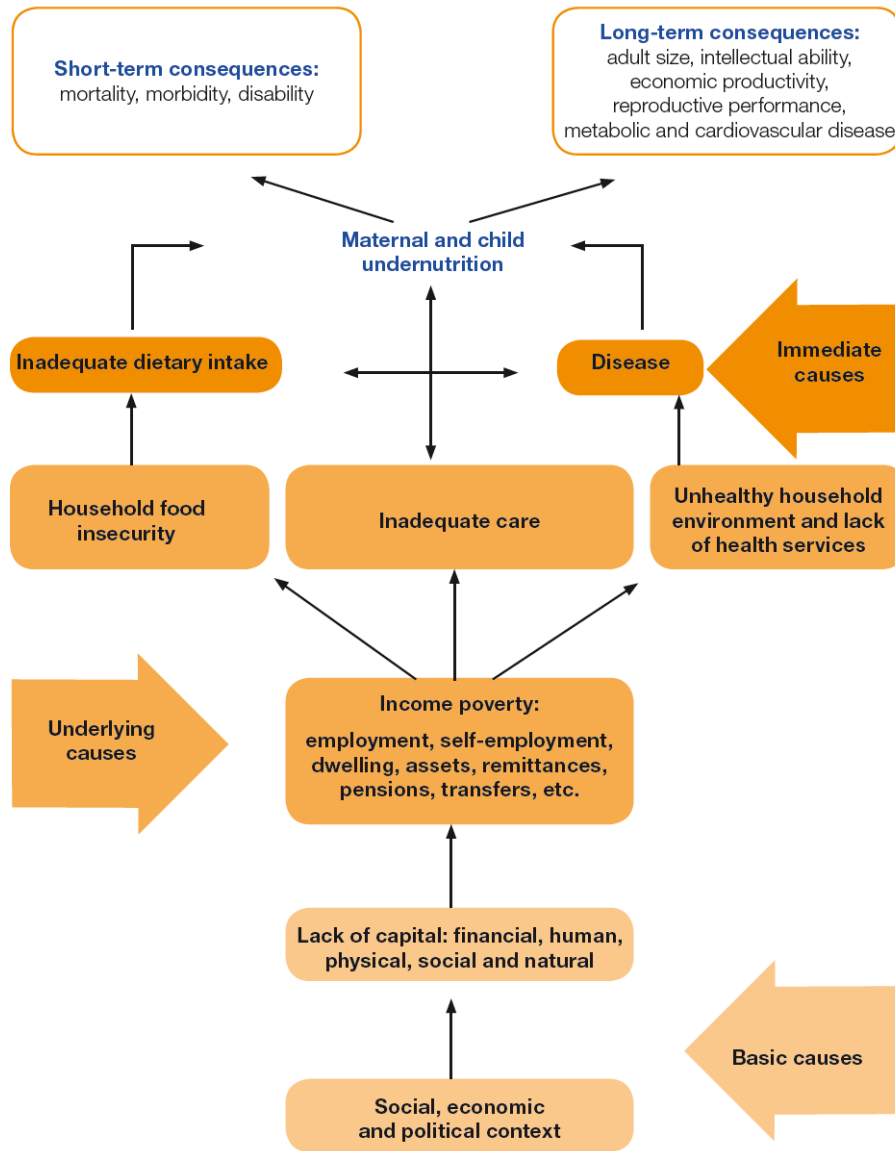 Short-term consequences:
mortality, morbidity, disability
Long-term consequences:
adult size, intellectual ability,
economic productivity,
reproductive performance,
metabolic and cardiovascular disease
Maternal and child
undernutrition
Inadequate dietary intake
Disease
Immediate
causes
Household food
insecurity
Inadequate care
Unhealthy household
environment and lack
of health services
Underlying
causes
Income poverty:
employment, self-employment,
dwelling, assets, remittances,
pensions, transfers, etc.
Lack of capital: financial, human,
physical, social and natural
Basic causes
Social, economic
and political context